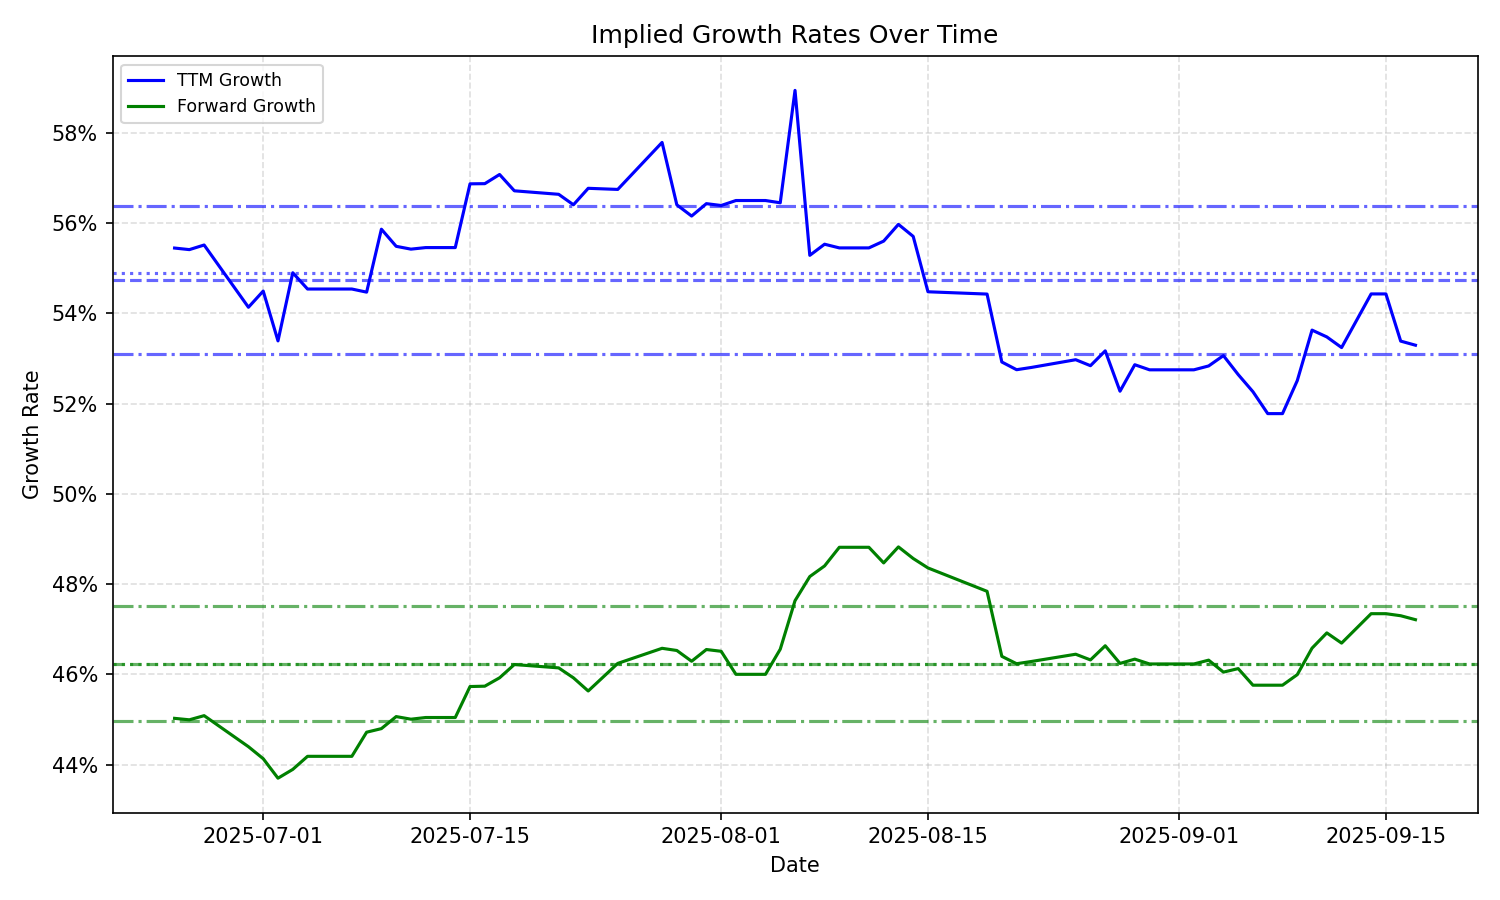 Implied Growth Rates Over Time
TTM Growth
Forward Growth
58%
56%
54%
52%
50%
48%
46%
44%
Growth Rate
2025-07-01
2025-07-15
2025-08-01
2025-08-15
2025-09-01
2025-09-15
Date